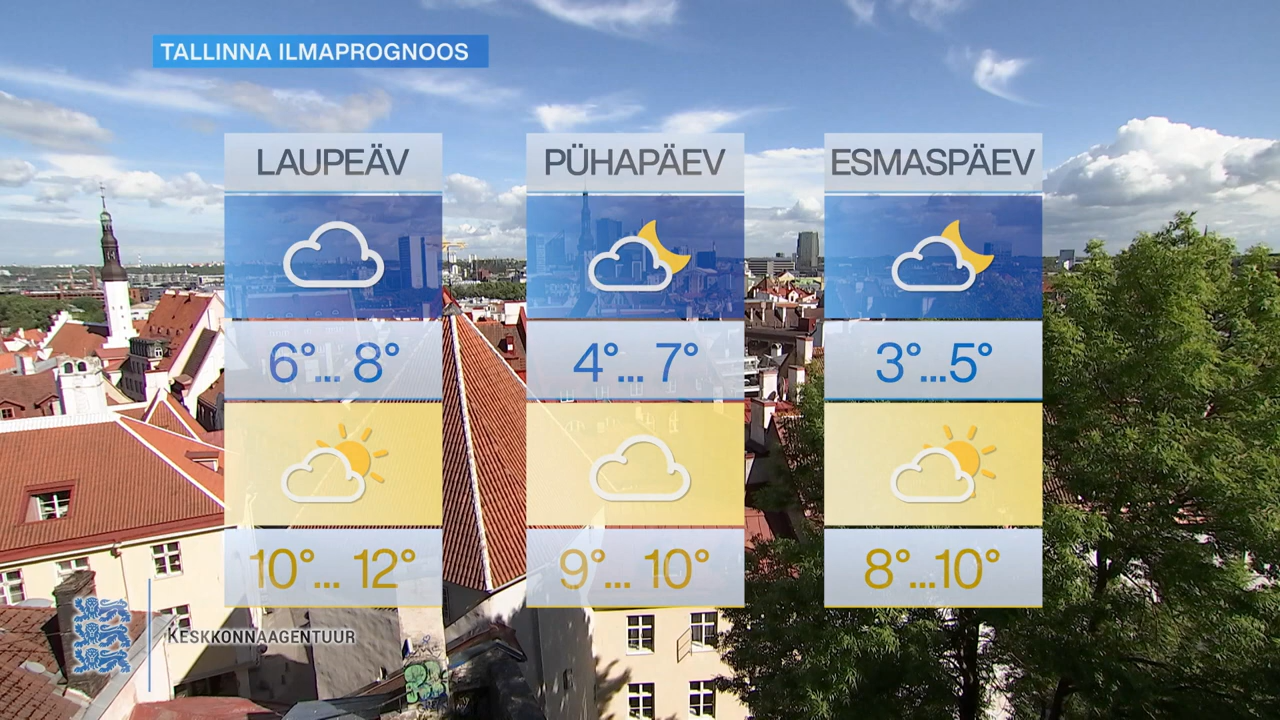 TALLINNA ILMAPROGNOOS
LAUPEÄV
6°... 8°
10°... 12°
PÜHAPÄEV
4°... 7°
9°... 10°
ESMASPÄEV
3°...5°
8°...10°
KESKKONNAAGENTUUR